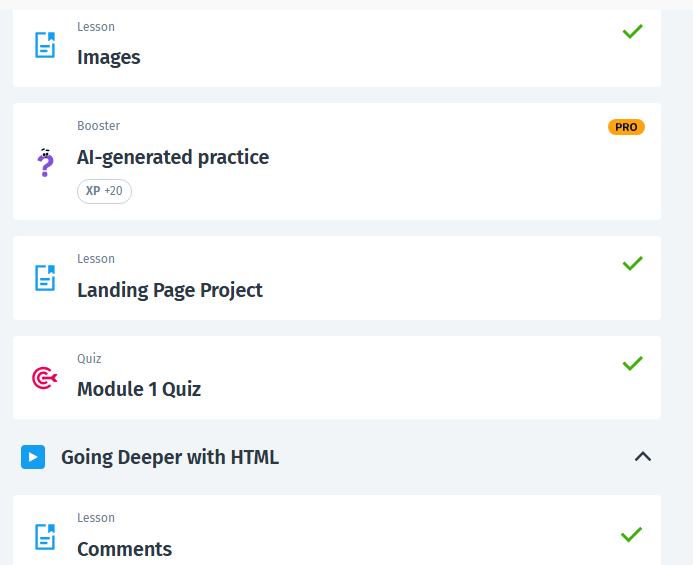 Lesson
Images
Booster
PRO
AI-generated practice
XP +20
Lesson
Landing Page Project
Quiz
Module 1 Quiz
Going Deeper with HTML
Lesson
Comments